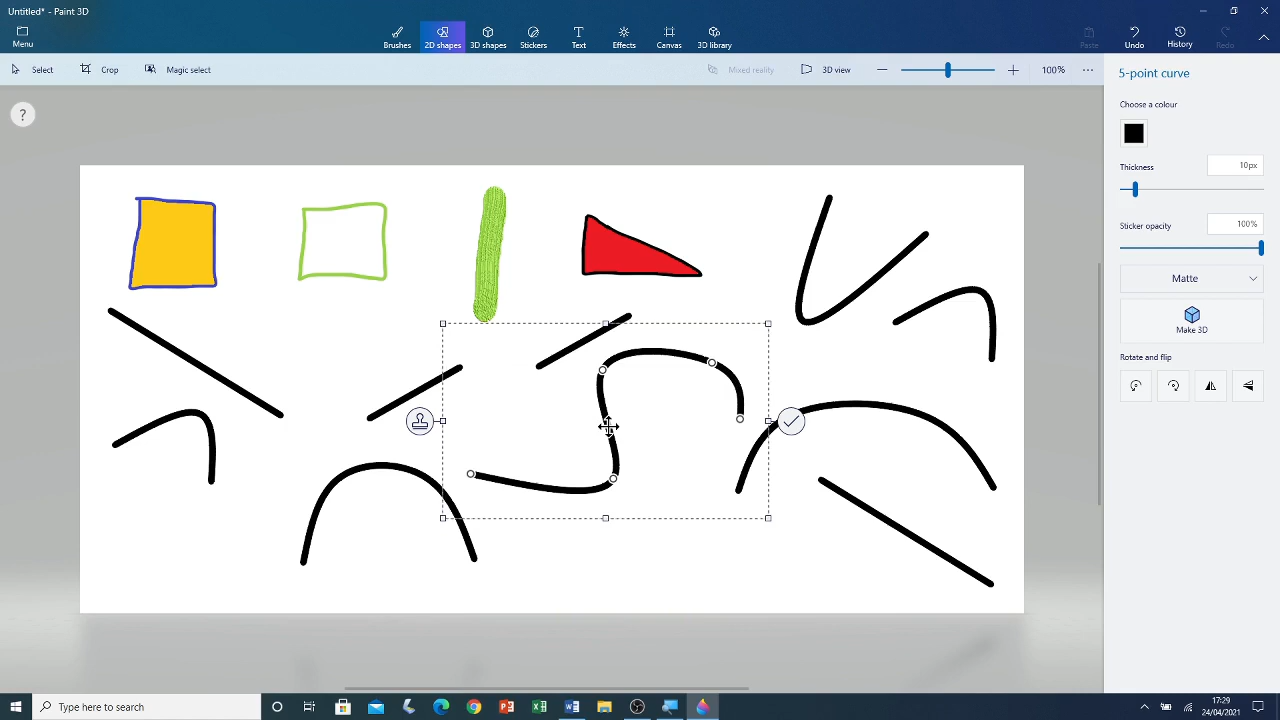 Untitled* - Paint 3D
Menu
Brushes
2D shapes
3D shapes
Stickers
Text
Effects
Canvas
3D library
Paste
Undo
History
Redo
Select
Crop
Magic select
Mixed reality
3D view
100%
5-point curve
Choose a colour
Thickness
10px
Sticker opacity
100%
Matte
Make 3D
Rotate and flip
?
Type here to search
17:29
24/04/2021